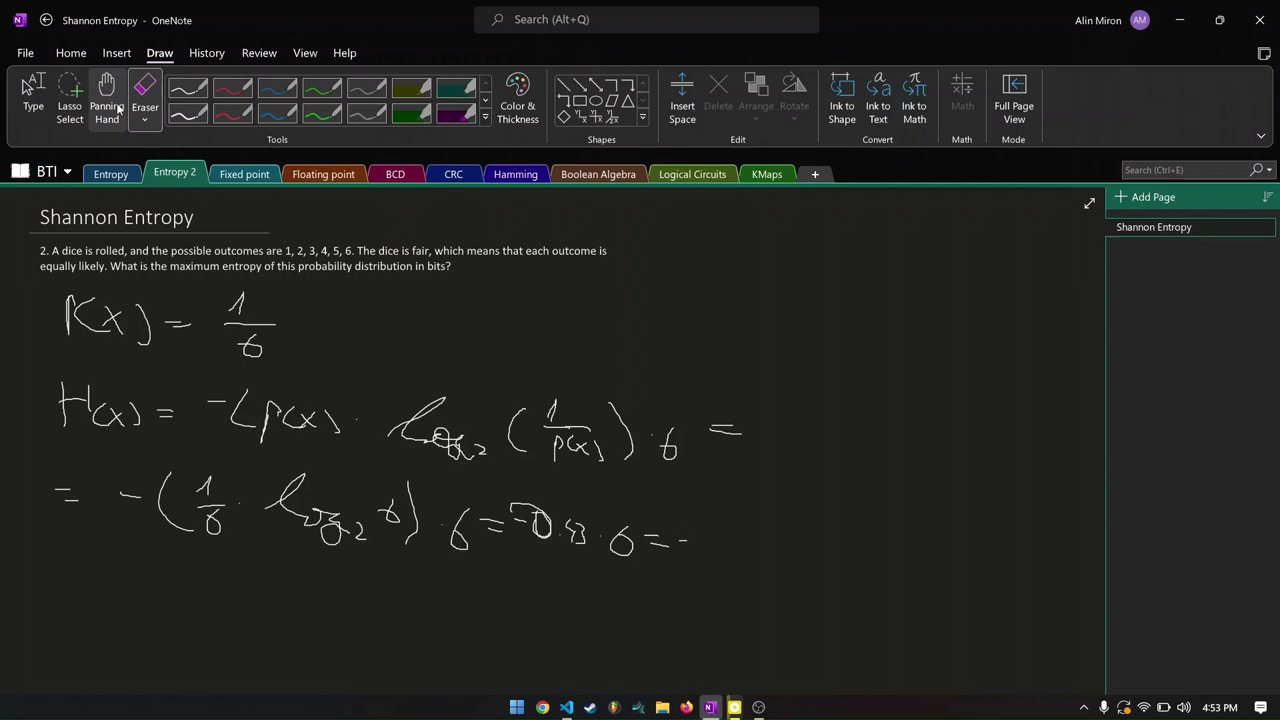 Shannon Entropy - OneNote
Search (Alt+Q)
Alin Miron AM
File Home Insert Draw History Review View Help
Type
Lasso Select
Panning Hand
Eraser
Color & Thickness
Insert Space
Delete
Arrange
Rotate
Ink to Shape
Ink to Text
Ink to Math
Math
Full Page View
Tools Shapes Edit Convert Math Mode
BTI Entropy Entropy 2 Fixed point Floating point BCD CRC Hamming Boolean Algebra Logical Circuits KMaps +
Search (Ctrl+E)
Add Page
Shannon Entropy
Shannon Entropy
2. A dice is rolled, and the possible outcomes are 1, 2, 3, 4, 5, 6. The dice is fair, which means that each outcome is
equally likely. What is the maximum entropy of this probability distribution in bits?
P(X) = 1/6
H(X) = -(p(x) · log2 (1/p(x)) · 6 =
= -(1/6 · log2 6) · 6 = -0.43 · 6 = -
4:53 PM